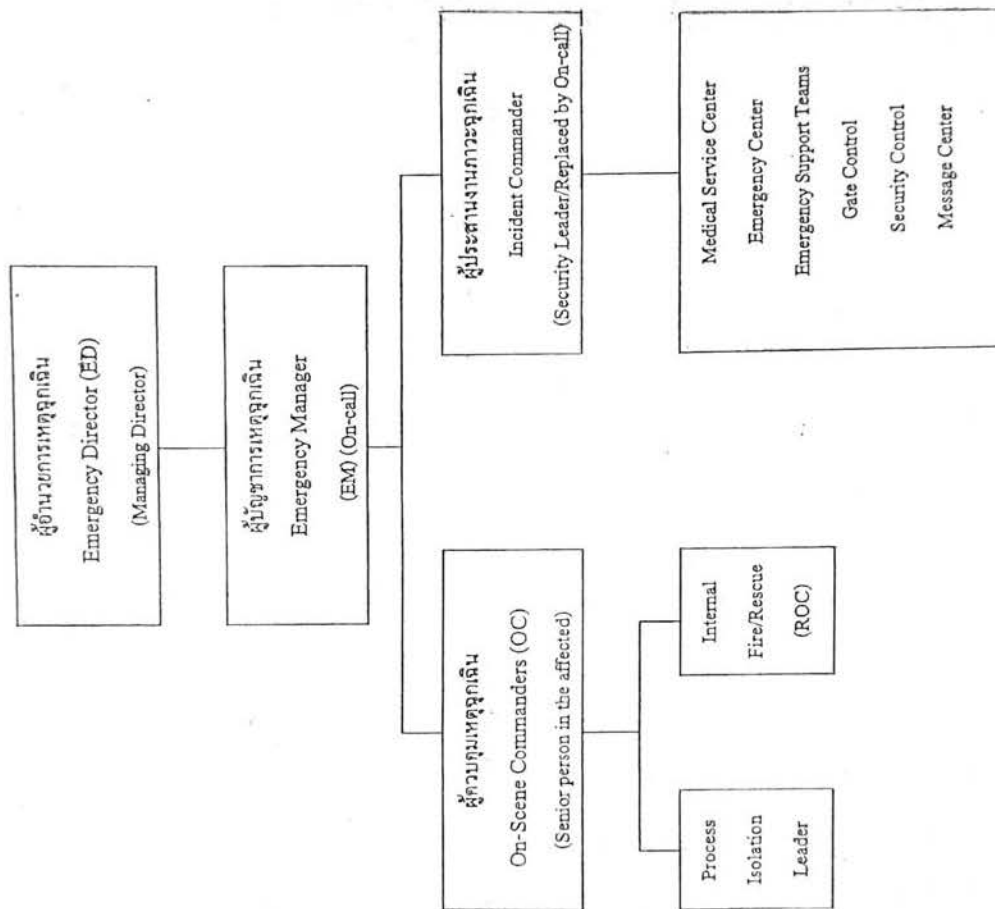 ผู้อำนวยการเหตุฉุกเฉิน
Emergency Director (ED)
(Managing Director)
ผู้บัญชาการเหตุฉุกเฉิน
Emergency Manager
(EM) (On-call)
ผู้ควบคุมเหตุฉุกเฉิน
On-Scene Commanders (OC)
(Senior person in the affected)
ผู้ประสานงานภาวะฉุกเฉิน
Incident Commander
(Security Leader/Replaced by On-call)
Process
Isolation
Leader
Internal
Fire/Rescue
(ROC)
Medical Service Center
Emergency Center
Emergency Support Teams
Gate Control
Security Control
Message Center